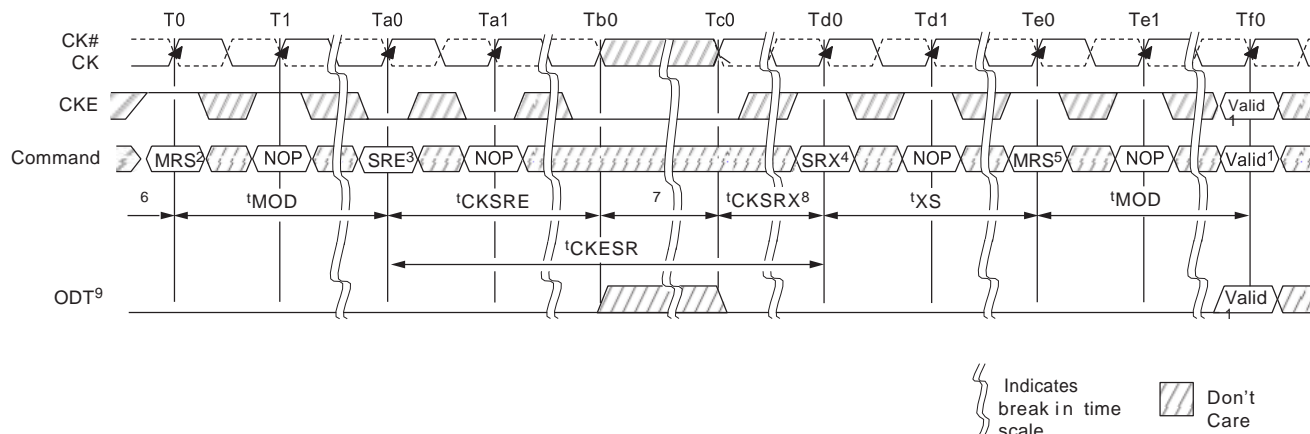 T0 T1 Ta0 Ta1 Tb0 Tc0 Td0 Td1 Te0 Te1 Tf0
CK#
CK
CKE
Valid
1
Command MRS2 NOP SRE3 NOP SRX4 NOP MRS5 NOP Valid1
6 tMOD tCKSRE 7 tCKSRX8 tXS tMOD
tCKESR
ODT9
Valid
1
Indicates
break in time
scale
Don't
Care